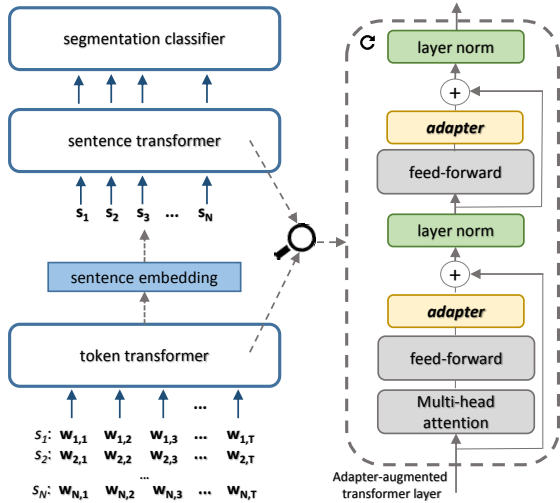 segmentation classifier
sentence transformer
s1 s2 s3 ... sN
sentence embedding
token transformer
...
s1: w1,1 w1,2 w1,3 ... w1,T
s2: w2,1 w2,2 w2,3 ... w2,T
...
sN: wN,1 wN,2 wN,3 ... wN,T
layer norm
+
adapter
feed-forward
layer norm
+
adapter
feed-forward
Multi-head
attention
Adapter-augmented
transformer layer